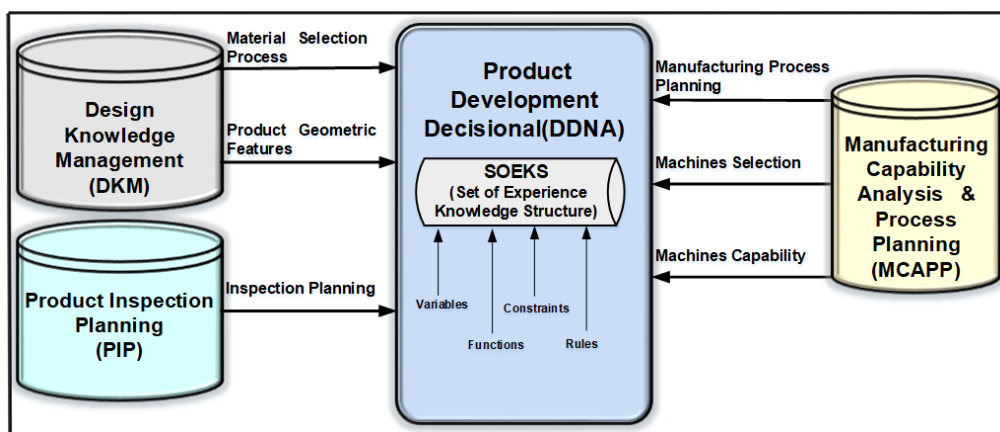 Design
Knowledge
Management
(DKM)
Product Inspection
Planning
(PIP)
Material Selection
Process
Product Geometric
Features
Inspection Planning
Product
Development
Decisional(DDNA)
SOEKS
(Set of Experience
Knowledge Structure)
Variables
Functions
Constraints
Rules
Manufacturing Process
Planning
Machines Selection
Machines Capability
Manufacturing
Capability
Analysis &
Process
Planning
(MCAPP)